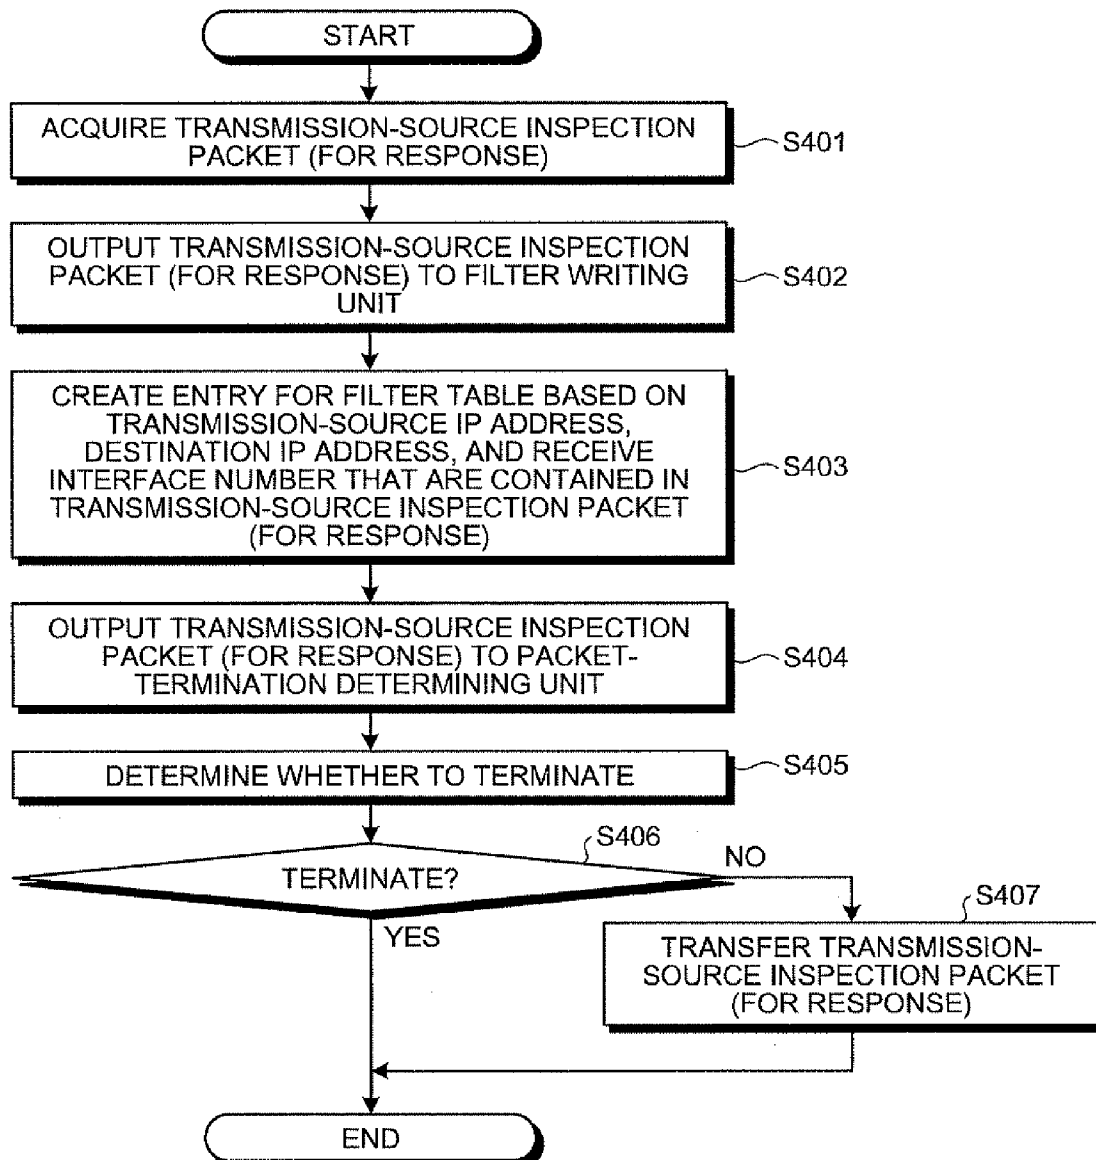 START
ACQUIRE TRANSMISSION-SOURCE INSPECTION
PACKET (FOR RESPONSE)
S401
OUTPUT TRANSMISSION-SOURCE INSPECTION
PACKET (FOR RESPONSE) TO FILTER WRITING
UNIT
S402
CREATE ENTRY FOR FILTER TABLE BASED ON
TRANSMISSION-SOURCE IP ADDRESS,
DESTINATION IP ADDRESS, AND RECEIVE
INTERFACE NUMBER THAT ARE CONTAINED IN
TRANSMISSION-SOURCE INSPECTION PACKET
(FOR RESPONSE)
S403
OUTPUT TRANSMISSION-SOURCE INSPECTION
PACKET (FOR RESPONSE) TO PACKET-
TERMINATION DETERMINING UNIT
S404
DETERMINE WHETHER TO TERMINATE
S405
S406
TERMINATE?
NO
YES
S407
TRANSFER TRANSMISSION-
SOURCE INSPECTION PACKET
(FOR RESPONSE)
END